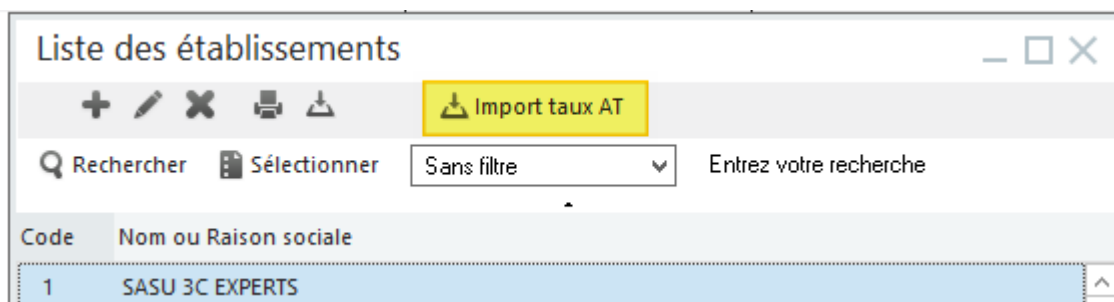 Liste des établissements
Import taux AT
Rechercher Sélectionner Sans filtre Entrez votre recherche
Code Nom ou Raison sociale
1 SASU 3C EXPERTS